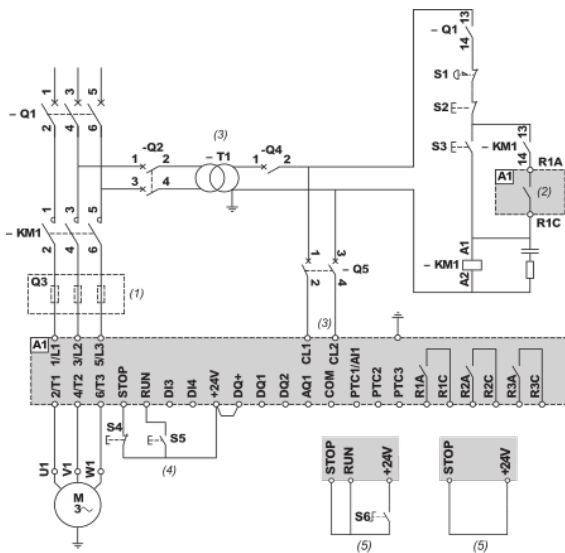 13
– Q1
14
S1
S2
1 3 5
– Q1
2 4 6
-Q2
(3)
1 2
– T1
-Q4
1 2
3 4
S3
13
– KM1
14
R1A
A1
(2)
R1C
1 3 5
– KM1
2 4 6
1 3
– Q5
2 4
A1
– KM1
A2
Q3
(1)
(3)
A1
1/L1 3/L2 5/L3 CL1 CL2
2/T1 4/T2 6/T3 STOP RUN DI3 DI4 +24V DQ+ DQ1 DQ2 AQ1 COM PTC1/AI1 PTC2 PTC3 R1A R1C R2A R2C R3A R3C
S4 S5
(4)
U1 V1 W1
M
3
STOP RUN +24V
S6
(5)
STOP +24V
(5)